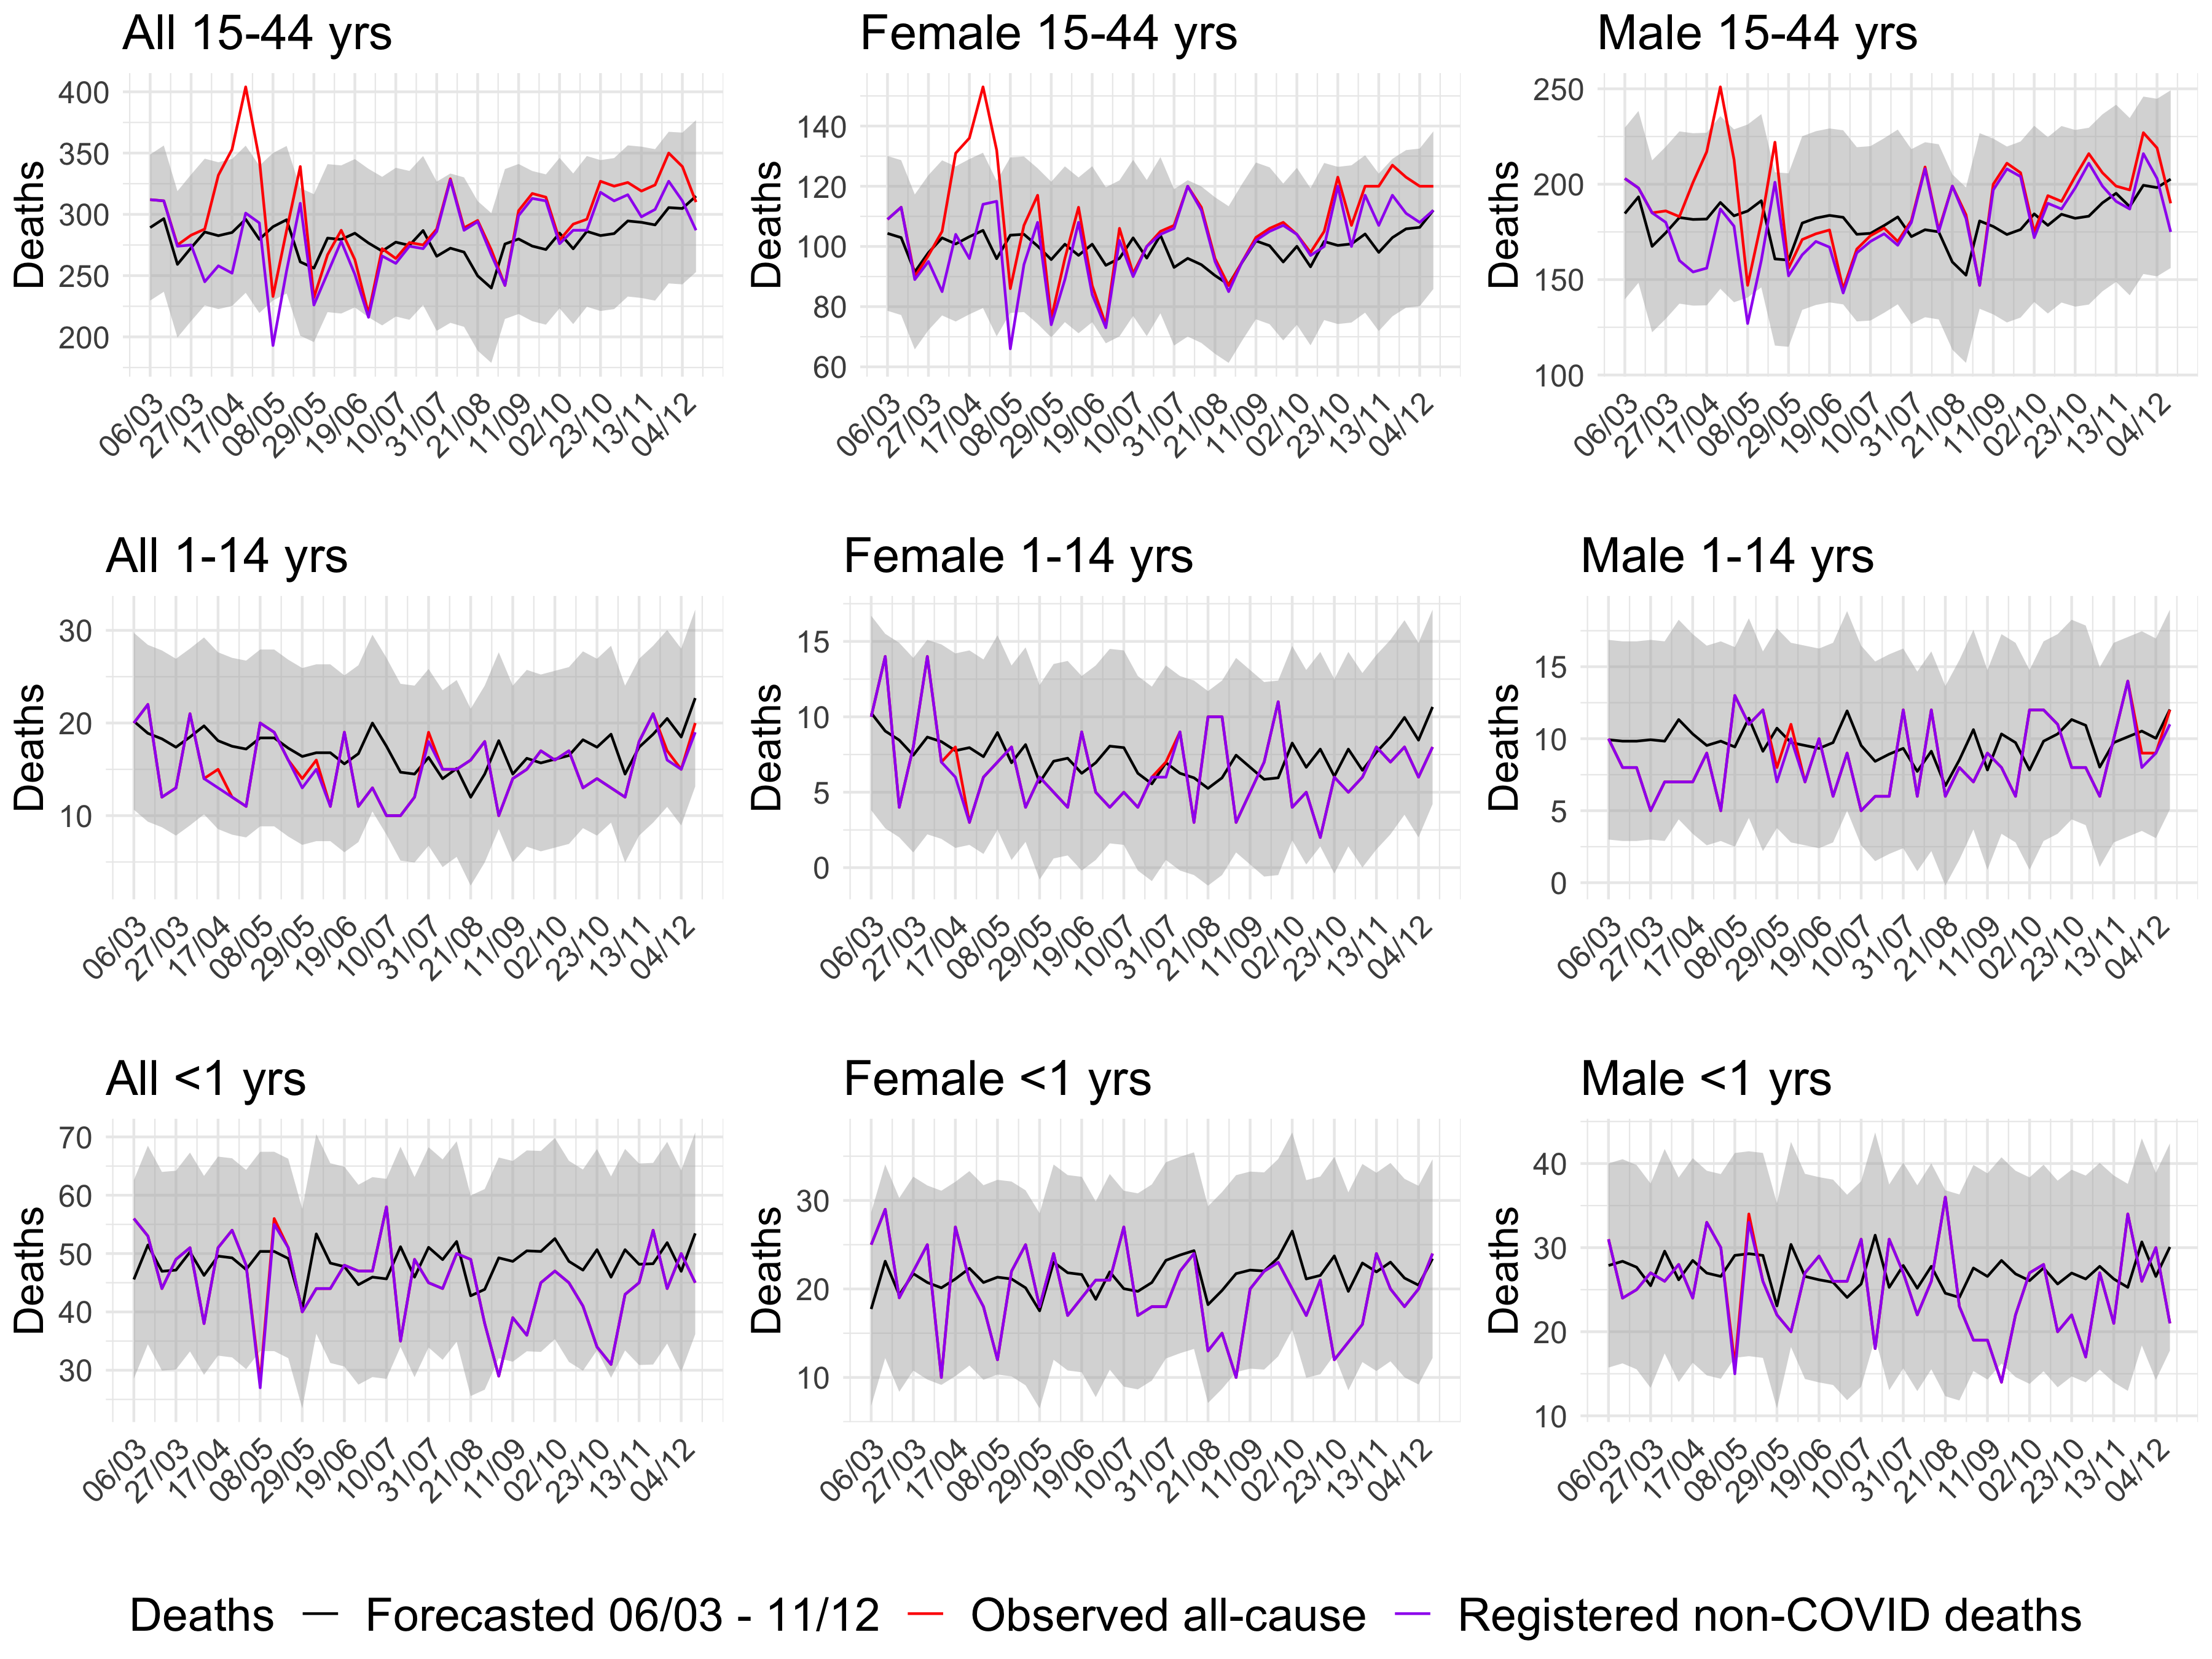 All 15-44 yrs
Female 15-44 yrs
Male 15-44 yrs
Deaths
400
350
300
250
200
06/03 27/03 17/04 08/05 29/05 19/06 10/07 31/07 21/08 11/09 02/10 23/10 13/11 04/12
Deaths
140
120
100
80
60
06/03 27/03 17/04 08/05 29/05 19/06 10/07 31/07 21/08 11/09 02/10 23/10 13/11 04/12
Deaths
250
200
150
100
06/03 27/03 17/04 08/05 29/05 19/06 10/07 31/07 21/08 11/09 02/10 23/10 13/11 04/12
All 1-14 yrs
Female 1-14 yrs
Male 1-14 yrs
Deaths
30
20
10
06/03 27/03 17/04 08/05 29/05 19/06 10/07 31/07 21/08 11/09 02/10 23/10 13/11 04/12
Deaths
15
10
5
0
06/03 27/03 17/04 08/05 29/05 19/06 10/07 31/07 21/08 11/09 02/10 23/10 13/11 04/12
Deaths
15
10
5
0
06/03 27/03 17/04 08/05 29/05 19/06 10/07 31/07 21/08 11/09 02/10 23/10 13/11 04/12
All <1 yrs
Female <1 yrs
Male <1 yrs
Deaths
70
60
50
40
30
06/03 27/03 17/04 08/05 29/05 19/06 10/07 31/07 21/08 11/09 02/10 23/10 13/11 04/12
Deaths
30
20
10
06/03 27/03 17/04 08/05 29/05 19/06 10/07 31/07 21/08 11/09 02/10 23/10 13/11 04/12
Deaths
40
30
20
10
06/03 27/03 17/04 08/05 29/05 19/06 10/07 31/07 21/08 11/09 02/10 23/10 13/11 04/12
Deaths Forecasted 06/03 - 11/12 Observed all-cause Registered non-COVID deaths